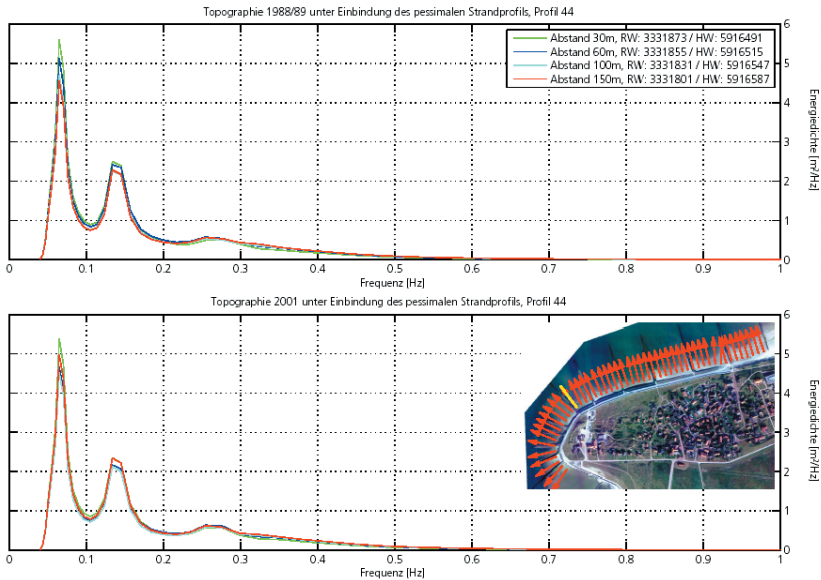 Topographie 1988/89 unter Einbindung des pessimalen Strandprofils, Profil 44
Abstand 30m, RW: 3331873 / HW: 5916491
Abstand 60m, RW: 3331855 / HW: 5916515
Abstand 100m, RW: 3331831 / HW: 5916547
Abstand 150m, RW: 3331801 / HW: 5916587
6
5
4
3
2
1
0
Energiedichte [m²/Hz]
0 0.1 0.2 0.3 0.4 0.5 0.6 0.7 0.8 0.9 1
Frequenz [Hz]
Topographie 2001 unter Einbindung des pessimalen Strandprofils, Profil 44
6
5
4
3
2
1
0
Energiedichte [m²/Hz]
0 0.1 0.2 0.3 0.4 0.5 0.6 0.7 0.8 0.9 1
Frequenz [Hz]